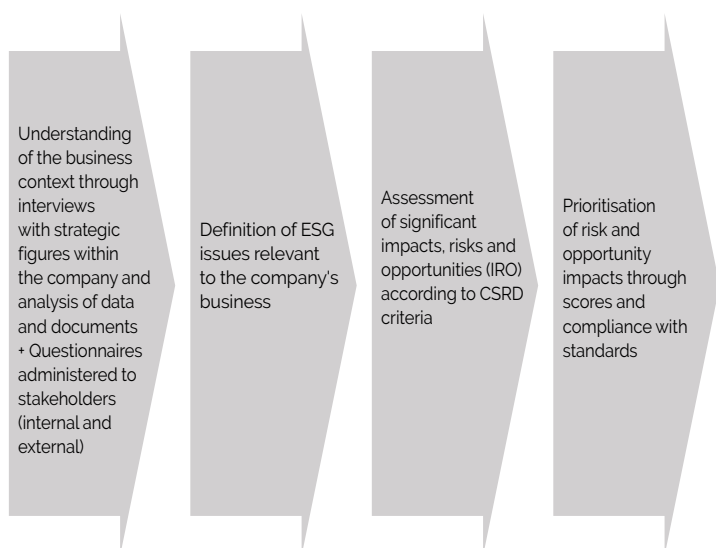 Understanding
of the business
context through
interviews
with strategic
figures within
the company and
analysis of data
and documents
+ Questionnaires
administered to
stakeholders
(internal and
external)
Definition of ESG
issues relevant
to the company's
business
Assessment
of significant
impacts, risks and
opportunities (IRO)
according to CSRD
criteria
Prioritisation
of risk and
opportunity
impacts through
scores and
compliance with
standards